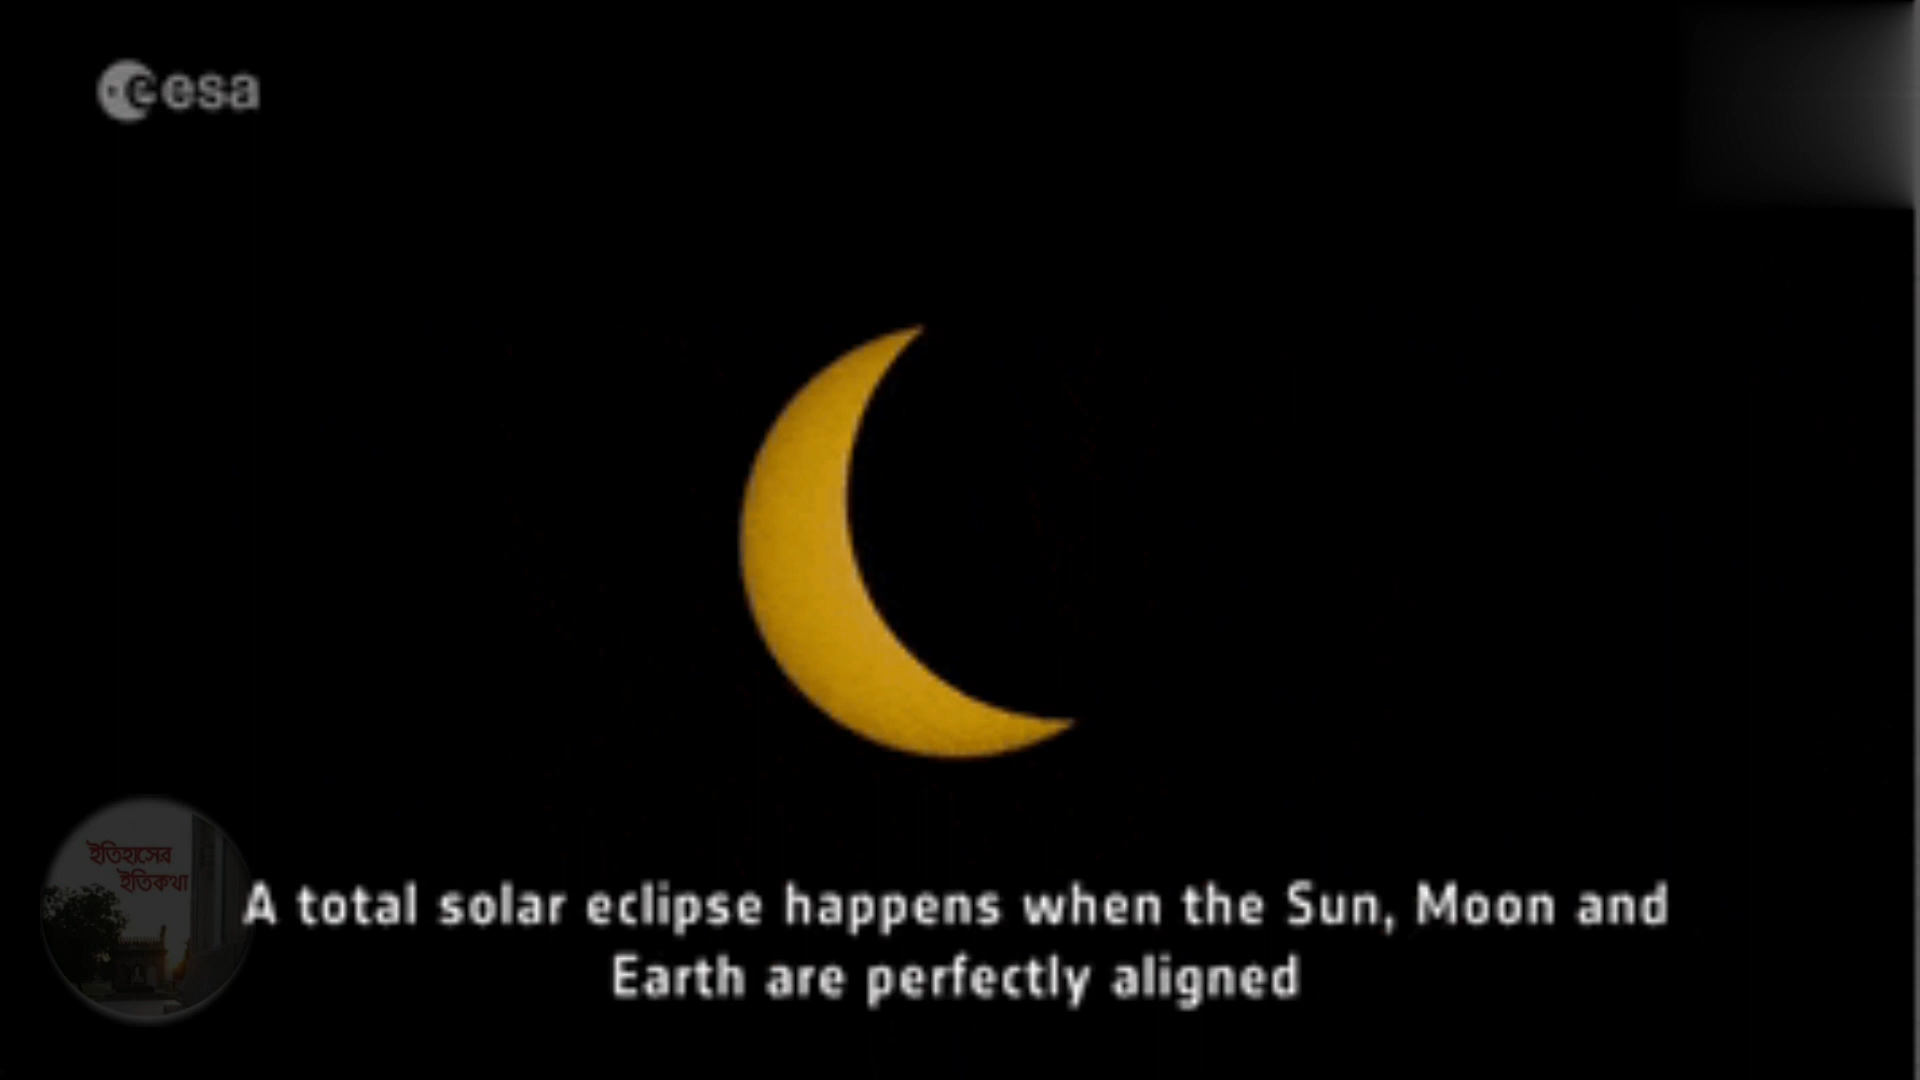 esa
ইতিহাসের
ইতিকথা
A total solar eclipse happens when the Sun, Moon and
Earth are perfectly aligned